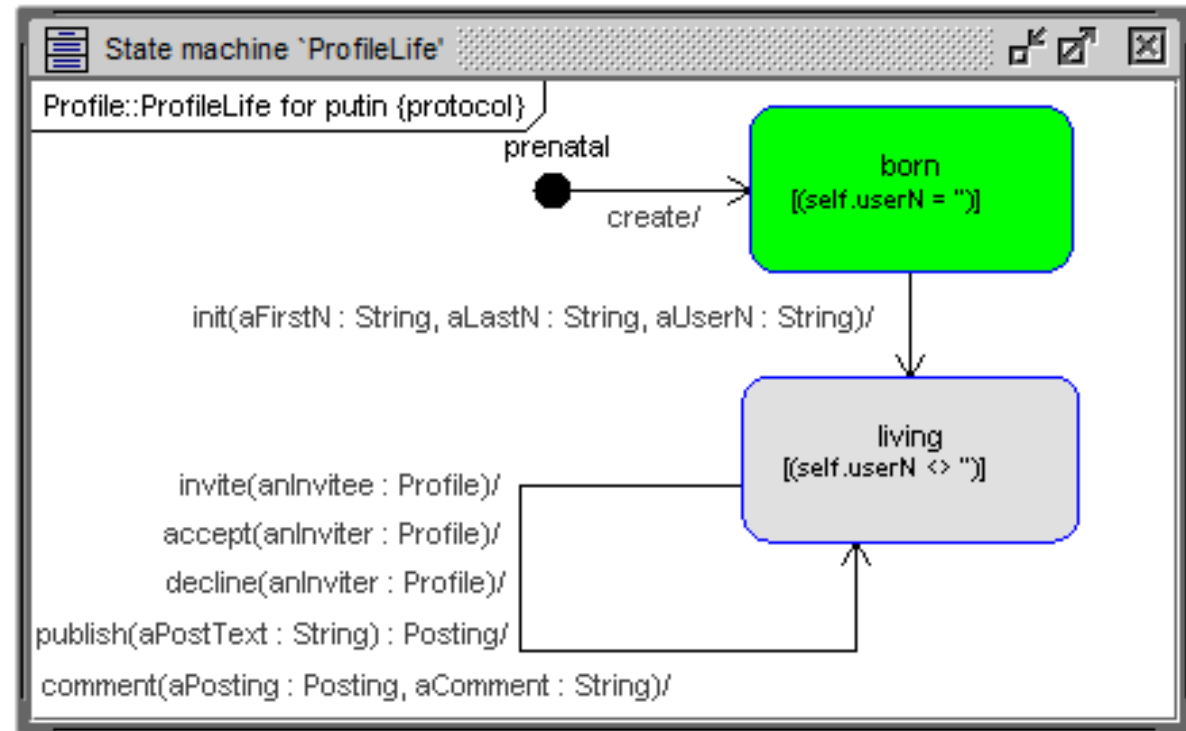 State machine `ProfileLife'
Profile::ProfileLife for putin {protocol}
prenatal
create/
born
[(self.userN = '')]
init(aFirstN : String, aLastN : String, aUserN : String)/
living
[(self.userN <> '')]
invite(anInvitee : Profile)/
accept(anInviter : Profile)/
decline(anInviter : Profile)/
publish(aPostText : String) : Posting/
comment(aPosting : Posting, aComment : String)/